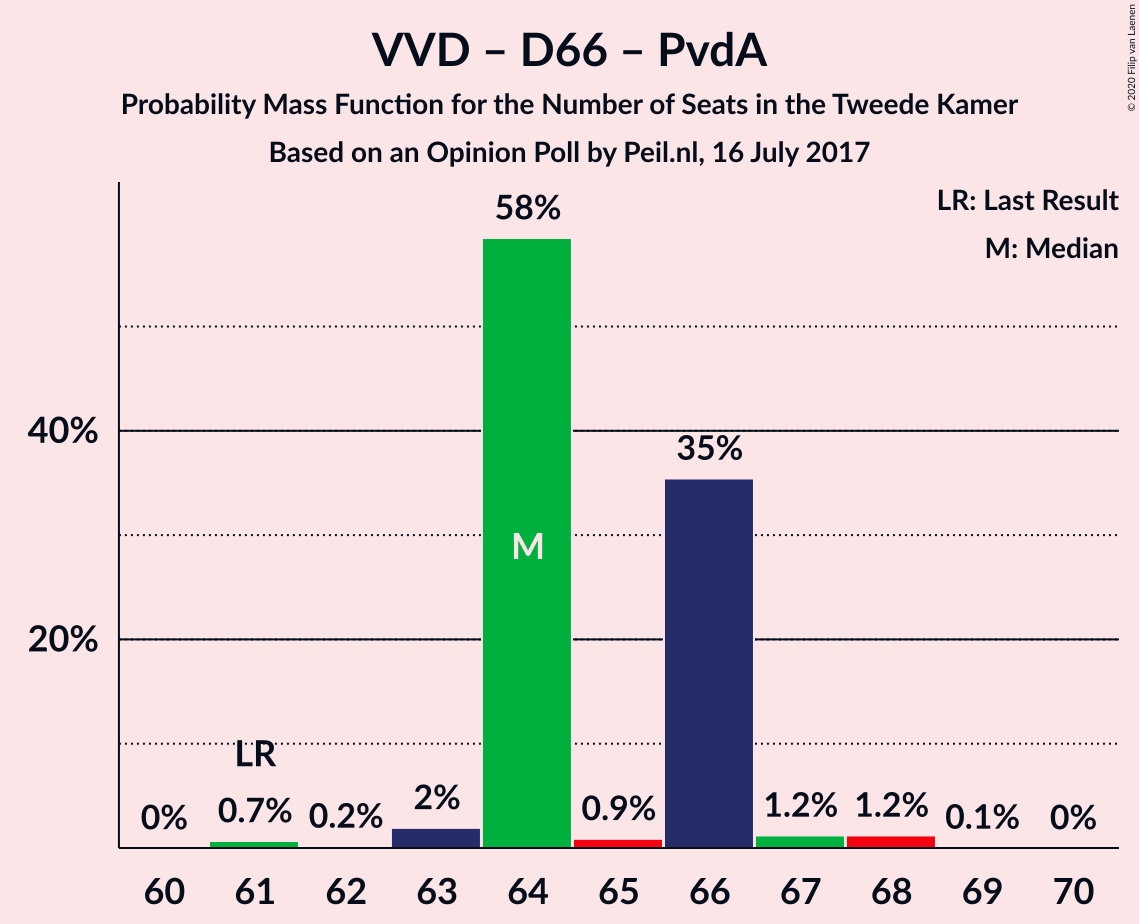 VVD – D66 – PvdA
Probability Mass Function for the Number of Seats in the Tweede Kamer
Based on an Opinion Poll by Peil.nl, 16 July 2017
© 2020 Filip van Laenen
LR: Last Result
M: Median
58%
40%
35%
M
20%
LR
0% 0.7% 0.2% 2% 0.9% 1.2% 1.2% 0.1% 0%
60 61 62 63 64 65 66 67 68 69 70